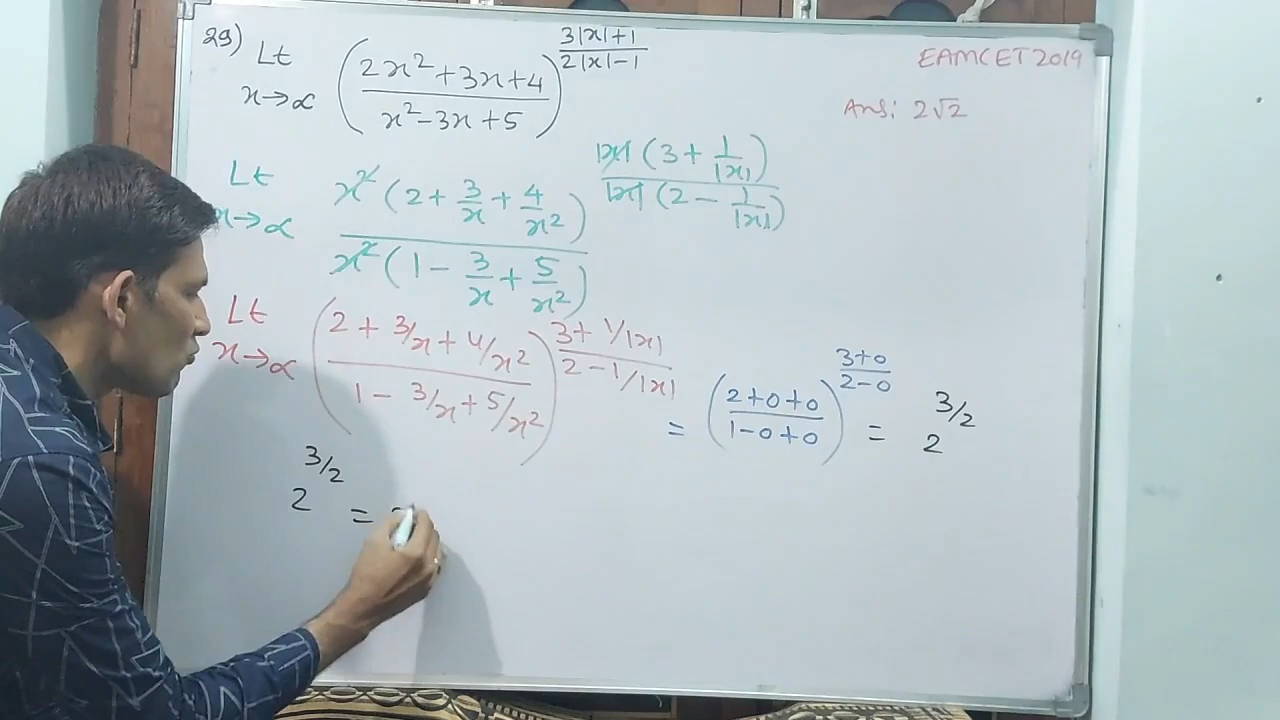 29) Lt x→∝ ((2x²+3x+4)/(x²-3x+5))^((3|x|+1)/(2|x|-1))
EAMCET 2019
Ans: 2√2
Lt x→∝ (x²(2+3/x+4/x²))/(x²(1-3/x+5/x²)) ^ (|x|(3+1/|x|))/(|x|(2-1/|x|))
Lt x→∝ ((2+3/x+4/x²)/(1-3/x+5/x²))^((3+1/|x|)/(2-1/|x|)) = ((2+0+0)/(1-0+0))^((3+0)/(2-0)) = 2^(3/2)
2^(3/2) =